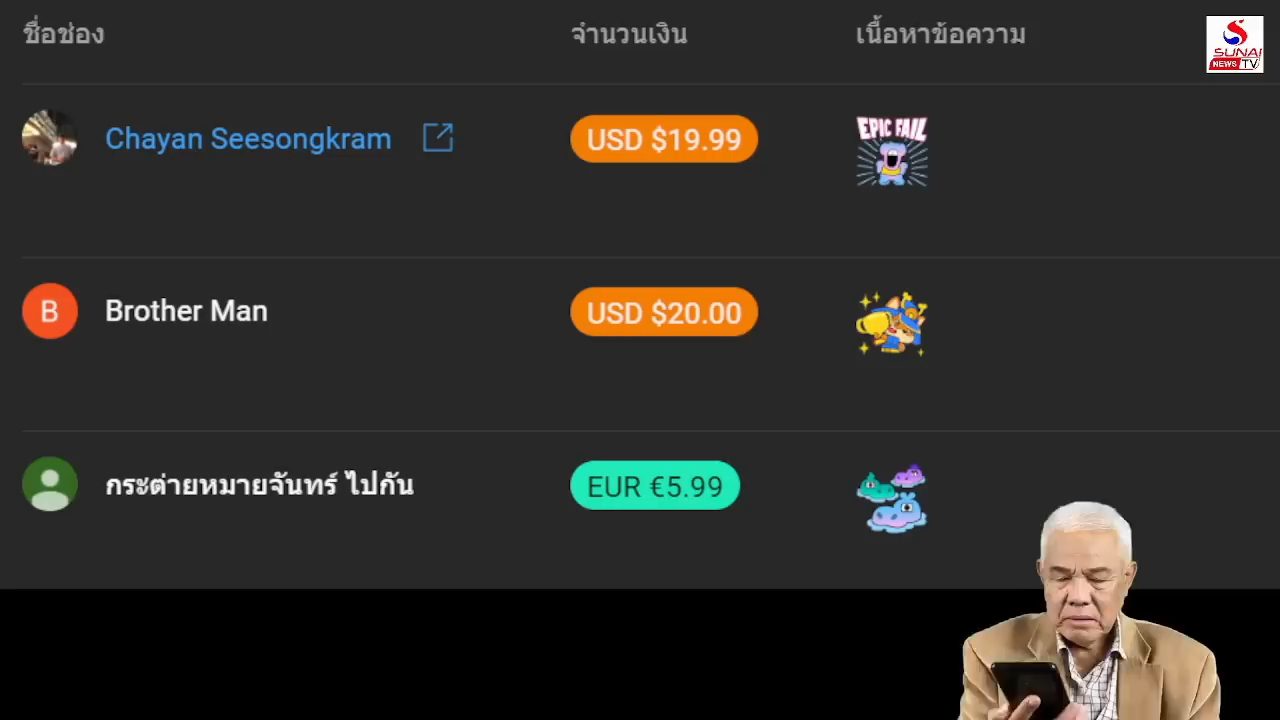 ชื่อช่อง จำนวนเงิน เนื้อหาข้อความ
SUNAI
NEWS TV
Chayan Seesongkram USD $19.99 EPIC FAIL
B Brother Man USD $20.00
กระต่ายหมายจันทร์ ไปกัน EUR €5.99